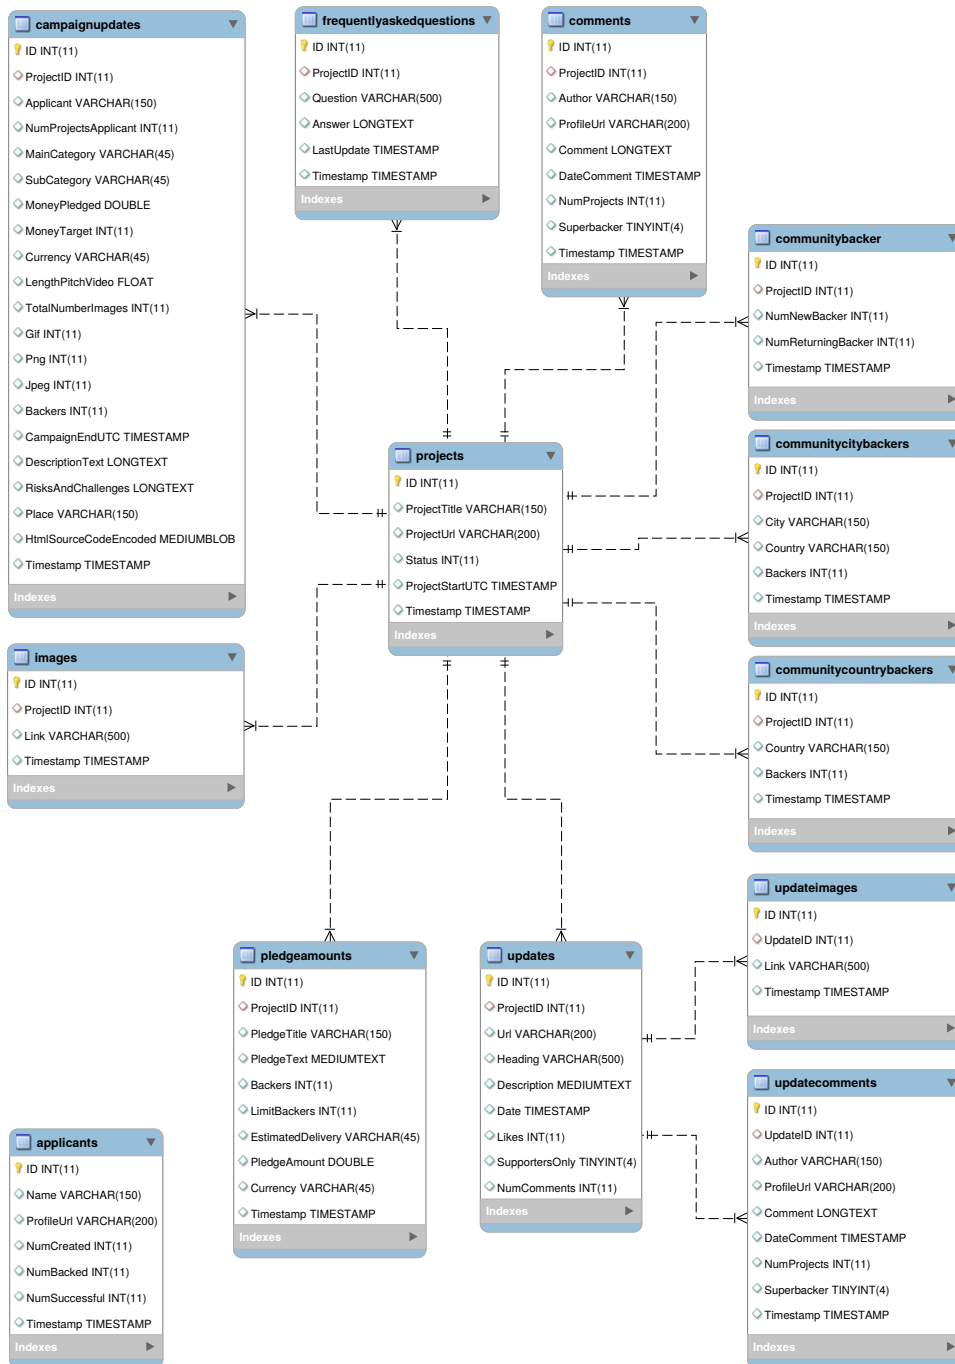 campaignupdates
ID INT(11)
ProjectID INT(11)
Applicant VARCHAR(150)
NumProjectsApplicant INT(11)
MainCategory VARCHAR(45)
SubCategory VARCHAR(45)
MoneyPledged DOUBLE
MoneyTarget INT(11)
Currency VARCHAR(45)
LengthPitchVideo FLOAT
TotalNumberImages INT(11)
Gif INT(11)
Png INT(11)
Jpeg INT(11)
Backers INT(11)
CampaignEndUTC TIMESTAMP
DescriptionText LONGTEXT
RisksAndChallenges LONGTEXT
Place VARCHAR(150)
HtmlSourceCodeEncoded MEDIUMBLOB
Timestamp TIMESTAMP
Indexes
frequentlyaskedquestions
ID INT(11)
ProjectID INT(11)
Question VARCHAR(500)
Answer LONGTEXT
LastUpdate TIMESTAMP
Timestamp TIMESTAMP
Indexes
comments
ID INT(11)
ProjectID INT(11)
Author VARCHAR(150)
ProfileUrl VARCHAR(200)
Comment LONGTEXT
DateComment TIMESTAMP
NumProjects INT(11)
Superbacker TINYINT(4)
Timestamp TIMESTAMP
Indexes
communitybacker
ID INT(11)
ProjectID INT(11)
NumNewBacker INT(11)
NumReturningBacker INT(11)
Timestamp TIMESTAMP
Indexes
projects
ID INT(11)
ProjectTitle VARCHAR(150)
ProjectUrl VARCHAR(200)
Status INT(11)
ProjectStartUTC TIMESTAMP
Timestamp TIMESTAMP
Indexes
communitycitybackers
ID INT(11)
ProjectID INT(11)
City VARCHAR(150)
Country VARCHAR(150)
Backers INT(11)
Timestamp TIMESTAMP
Indexes
images
ID INT(11)
ProjectID INT(11)
Link VARCHAR(500)
Timestamp TIMESTAMP
Indexes
communitycountrybackers
ID INT(11)
ProjectID INT(11)
Country VARCHAR(150)
Backers INT(11)
Timestamp TIMESTAMP
Indexes
pledgeamounts
ID INT(11)
ProjectID INT(11)
PledgeTitle VARCHAR(150)
PledgeText MEDIUMTEXT
Backers INT(11)
LimitBackers INT(11)
EstimatedDelivery VARCHAR(45)
PledgeAmount DOUBLE
Currency VARCHAR(45)
Timestamp TIMESTAMP
Indexes
updates
ID INT(11)
ProjectID INT(11)
Url VARCHAR(200)
Heading VARCHAR(500)
Description MEDIUMTEXT
Date TIMESTAMP
Likes INT(11)
SupportersOnly TINYINT(4)
NumComments INT(11)
Indexes
updateimages
ID INT(11)
UpdateID INT(11)
Link VARCHAR(500)
Timestamp TIMESTAMP
Indexes
updatecomments
ID INT(11)
UpdateID INT(11)
Author VARCHAR(150)
ProfileUrl VARCHAR(200)
Comment LONGTEXT
DateComment TIMESTAMP
NumProjects INT(11)
Superbacker TINYINT(4)
Timestamp TIMESTAMP
Indexes
applicants
ID INT(11)
Name VARCHAR(150)
ProfileUrl VARCHAR(200)
NumCreated INT(11)
NumBacked INT(11)
NumSuccessful INT(11)
Timestamp TIMESTAMP
Indexes